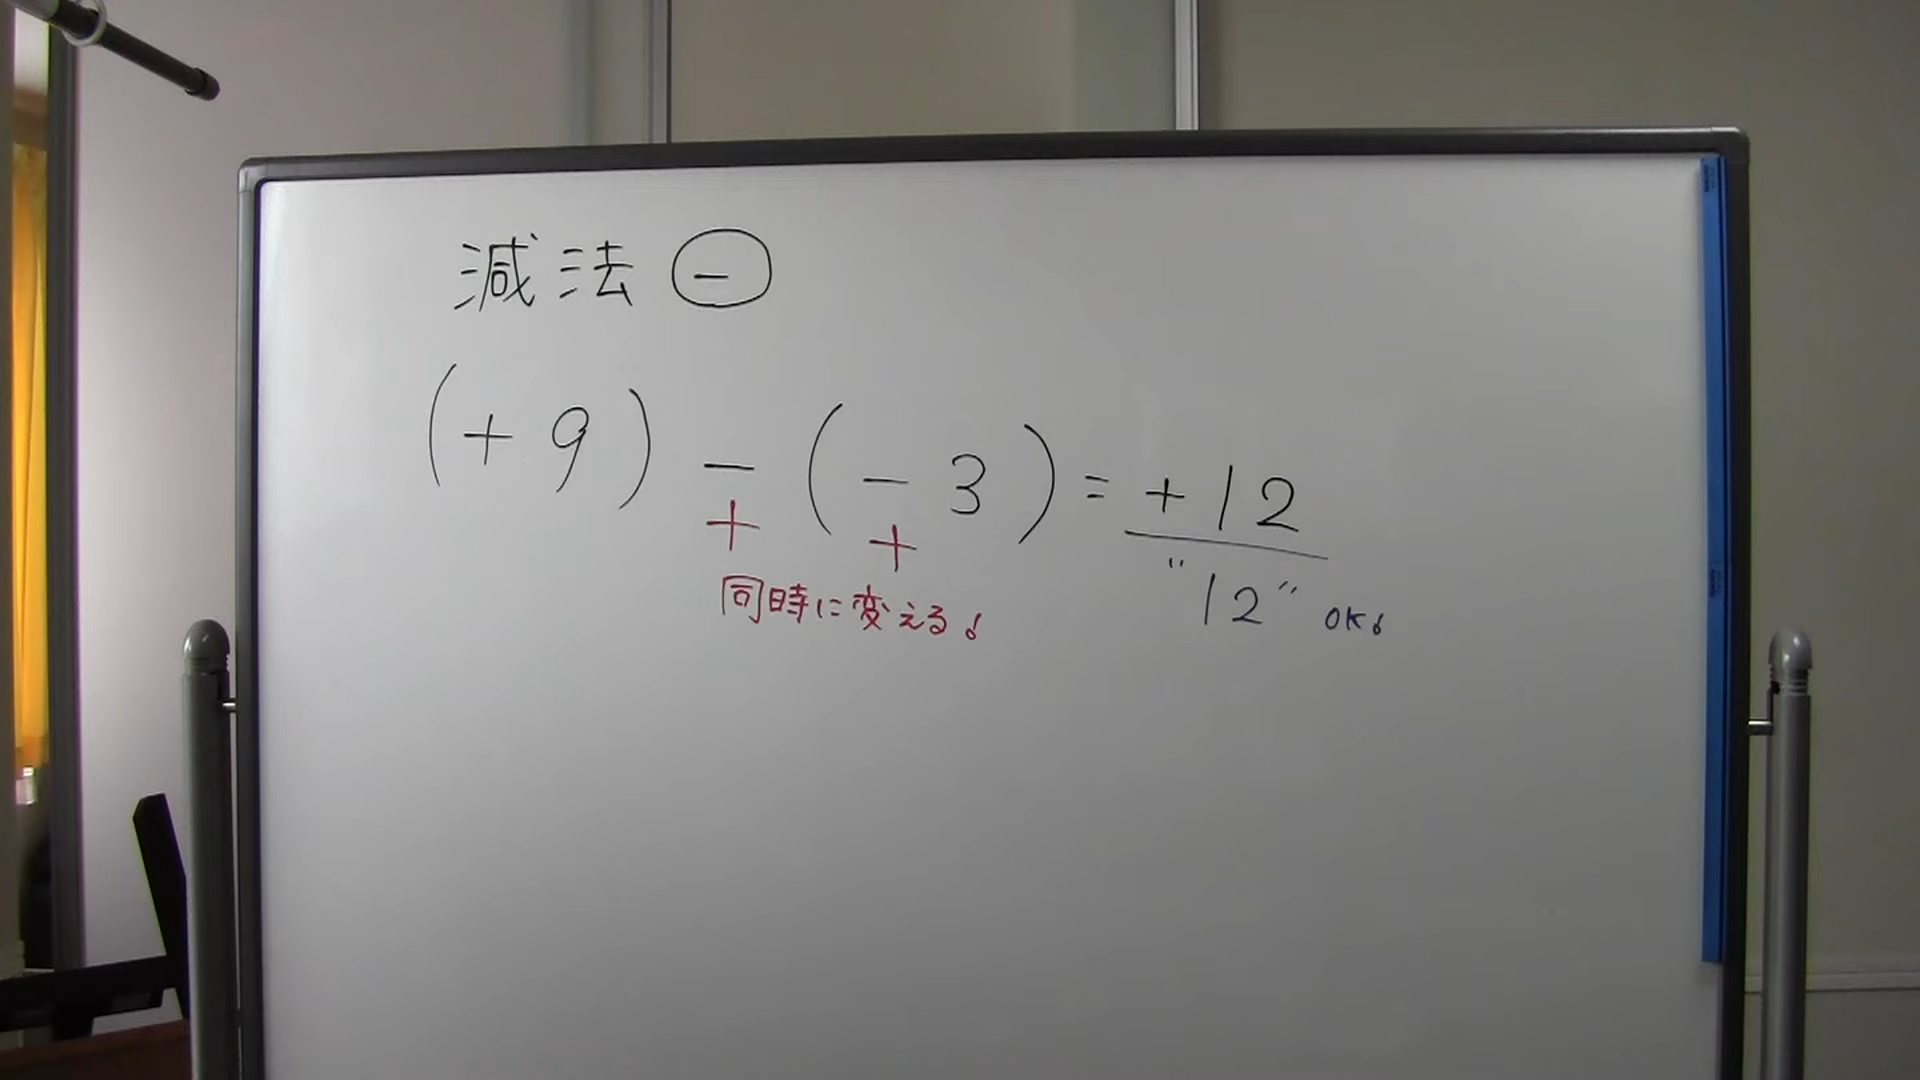 減法 ⊖
(+9) - (-3) = +12
+ +
"12" OK!
同時に変える!